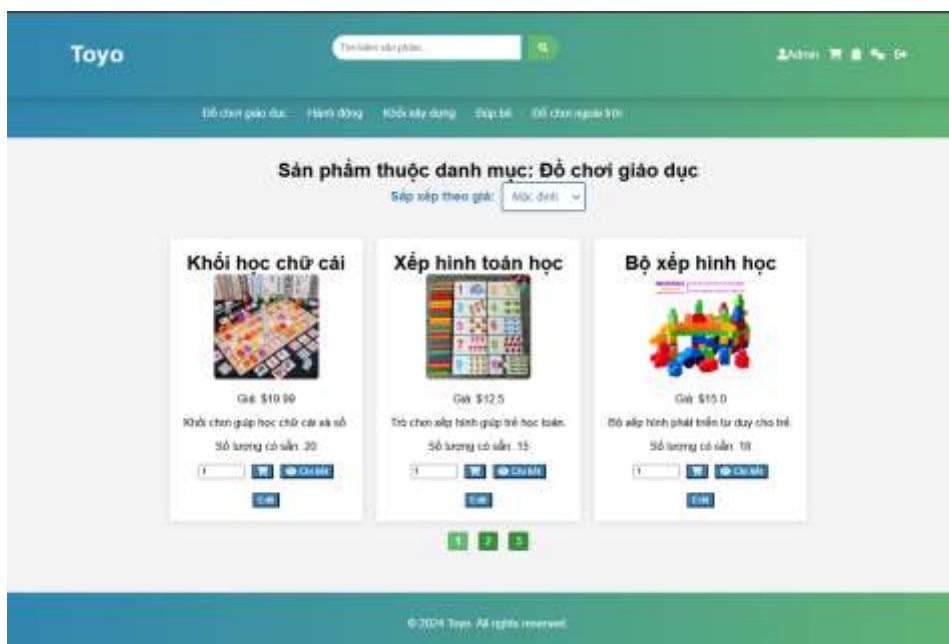 Toyo
Tìm kiếm sản phẩm...
Admin
Đồ chơi giáo dục Hành động Khối xây dựng Búp bê Đồ chơi ngoài trời
Sản phẩm thuộc danh mục: Đồ chơi giáo dục
Sắp xếp theo giá: Mặc định
Khối học chữ cái Xếp hình toán học Bộ xếp hình học
Giá: $12.5 Giá: $15.0
Khối chơi giúp học chữ cái và số. Trò chơi xếp hình giúp trẻ học toán. Bộ xếp hình phát triển tư duy cho trẻ.
Số lượng có sẵn: 20 Số lượng có sẵn: 15 Số lượng có sẵn: 18
1 Chi tiết 1 Chi tiết 1 Chi tiết
Edit Edit Edit
1 2 3
© 2024 Toyo. All rights reserved.